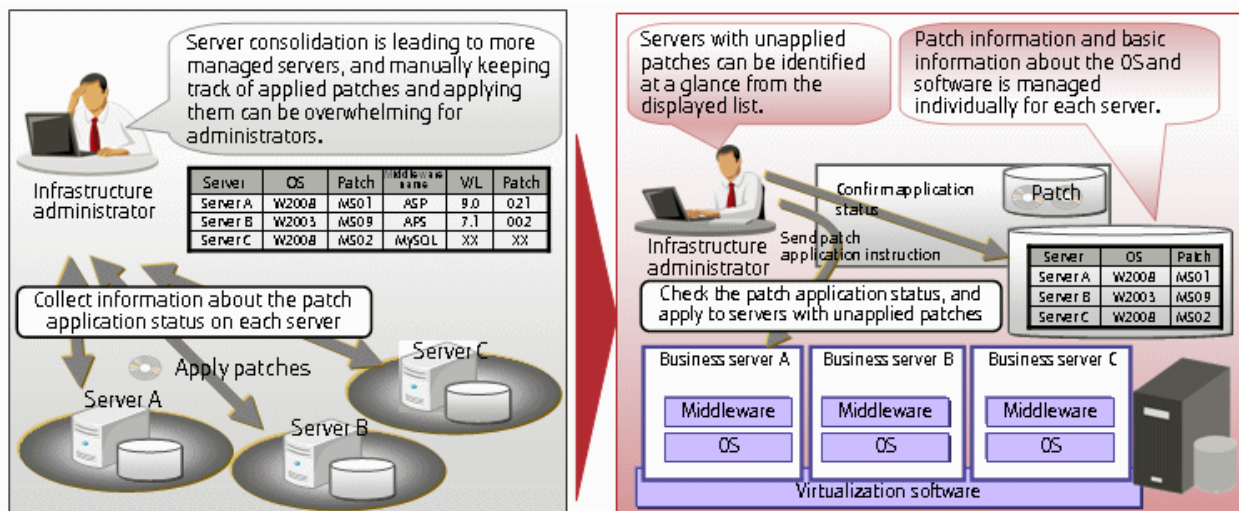 Server consolidation is leading to more
managed servers, and manually keeping
track of applied patches and applying
them can be overwhelming for
administrators.
Infrastructure
administrator
Server OS Patch Middleware name V/L Patch
Server A W2008 MS01 ASP 9.0 021
Server B W2003 MS09 APS 7.1 002
Server C W2008 MS02 MySQL XX XX
Collect information about the patch
application status on each server
Apply patches
Server C
Server A
Server B
Servers with unapplied
patches can be identified
at a glance from the
displayed list.
Patch information and basic
information about the OS and
software is managed
individually for each server.
Confirm application
status
Patch
Infrastructure
administrator
Send patch
application instruction
Server OS Patch
Server A W2008 MS01
Server B W2003 MS09
Server C W2008 MS02
Check the patch application status, and
apply to servers with unapplied patches
Business server A
Business server B
Business server C
Middleware
Middleware
Middleware
OS
OS
OS
Virtualization software